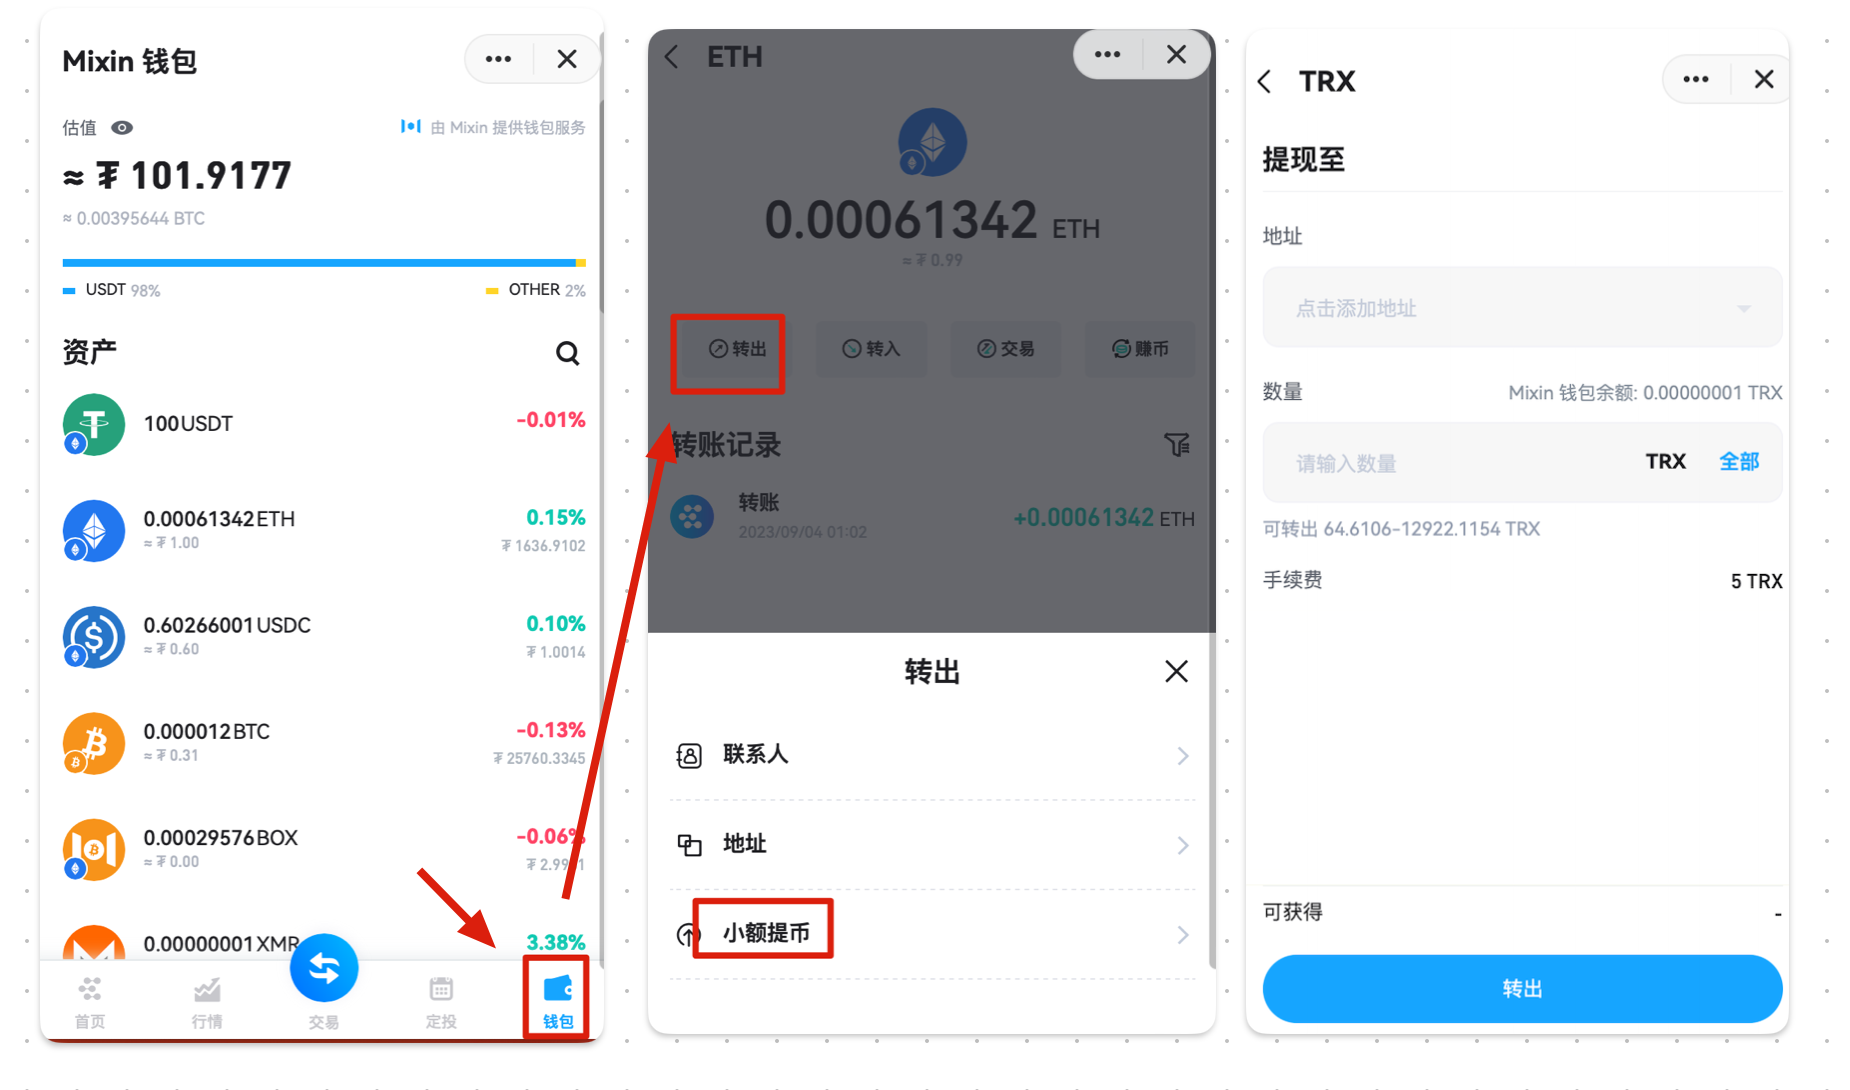 Mixin 钱包
估值
由 Mixin 提供钱包服务
≈ ₮ 101.9177
≈ 0.00395644 BTC
USDT 98%
OTHER 2%
资产
100USDT
-0.01%
0.00061342ETH
≈ ₮ 1.00
0.15%
₮ 1636.9102
0.60266001USDC
≈ ₮ 0.60
0.10%
₮ 1.0014
0.000012BTC
≈ ₮ 0.31
-0.13%
₮ 25760.3345
0.00029576BOX
≈ ₮ 0.00
-0.06%
0.00000001XMR
3.38%
首页
行情
交易
定投
钱包
ETH
0.00061342 ETH
≈ ₮ 0.99
转出
转入
交易
赚币
转账记录
转账
2023/09/04 01:02
+0.00061342 ETH
转出
联系人
地址
小额提币
TRX
提现至
地址
点击添加地址
数量
Mixin 钱包余额: 0.00000001 TRX
请输入数量
TRX
全部
可转出 64.6106-12922.1154 TRX
手续费
5 TRX
可获得
-
转出